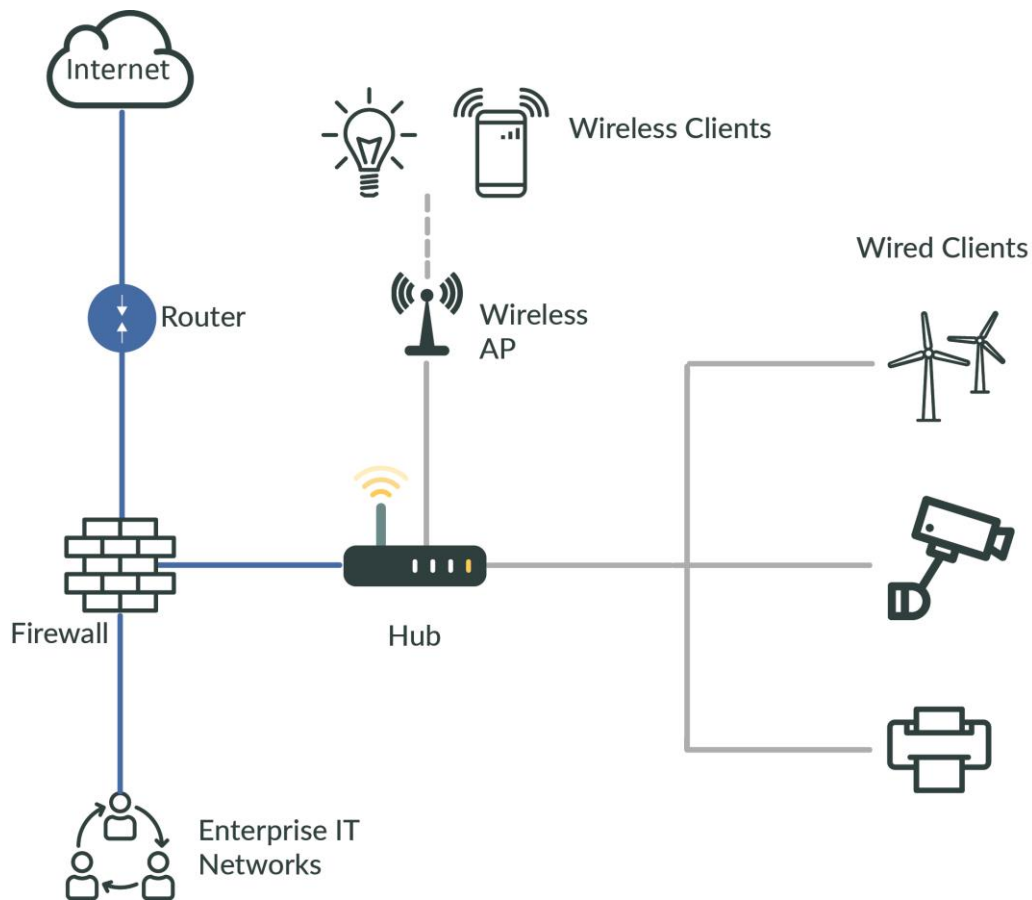 Internet
Wireless Clients
Wired Clients
Router
Wireless
AP
Firewall
Hub
Enterprise IT
Networks